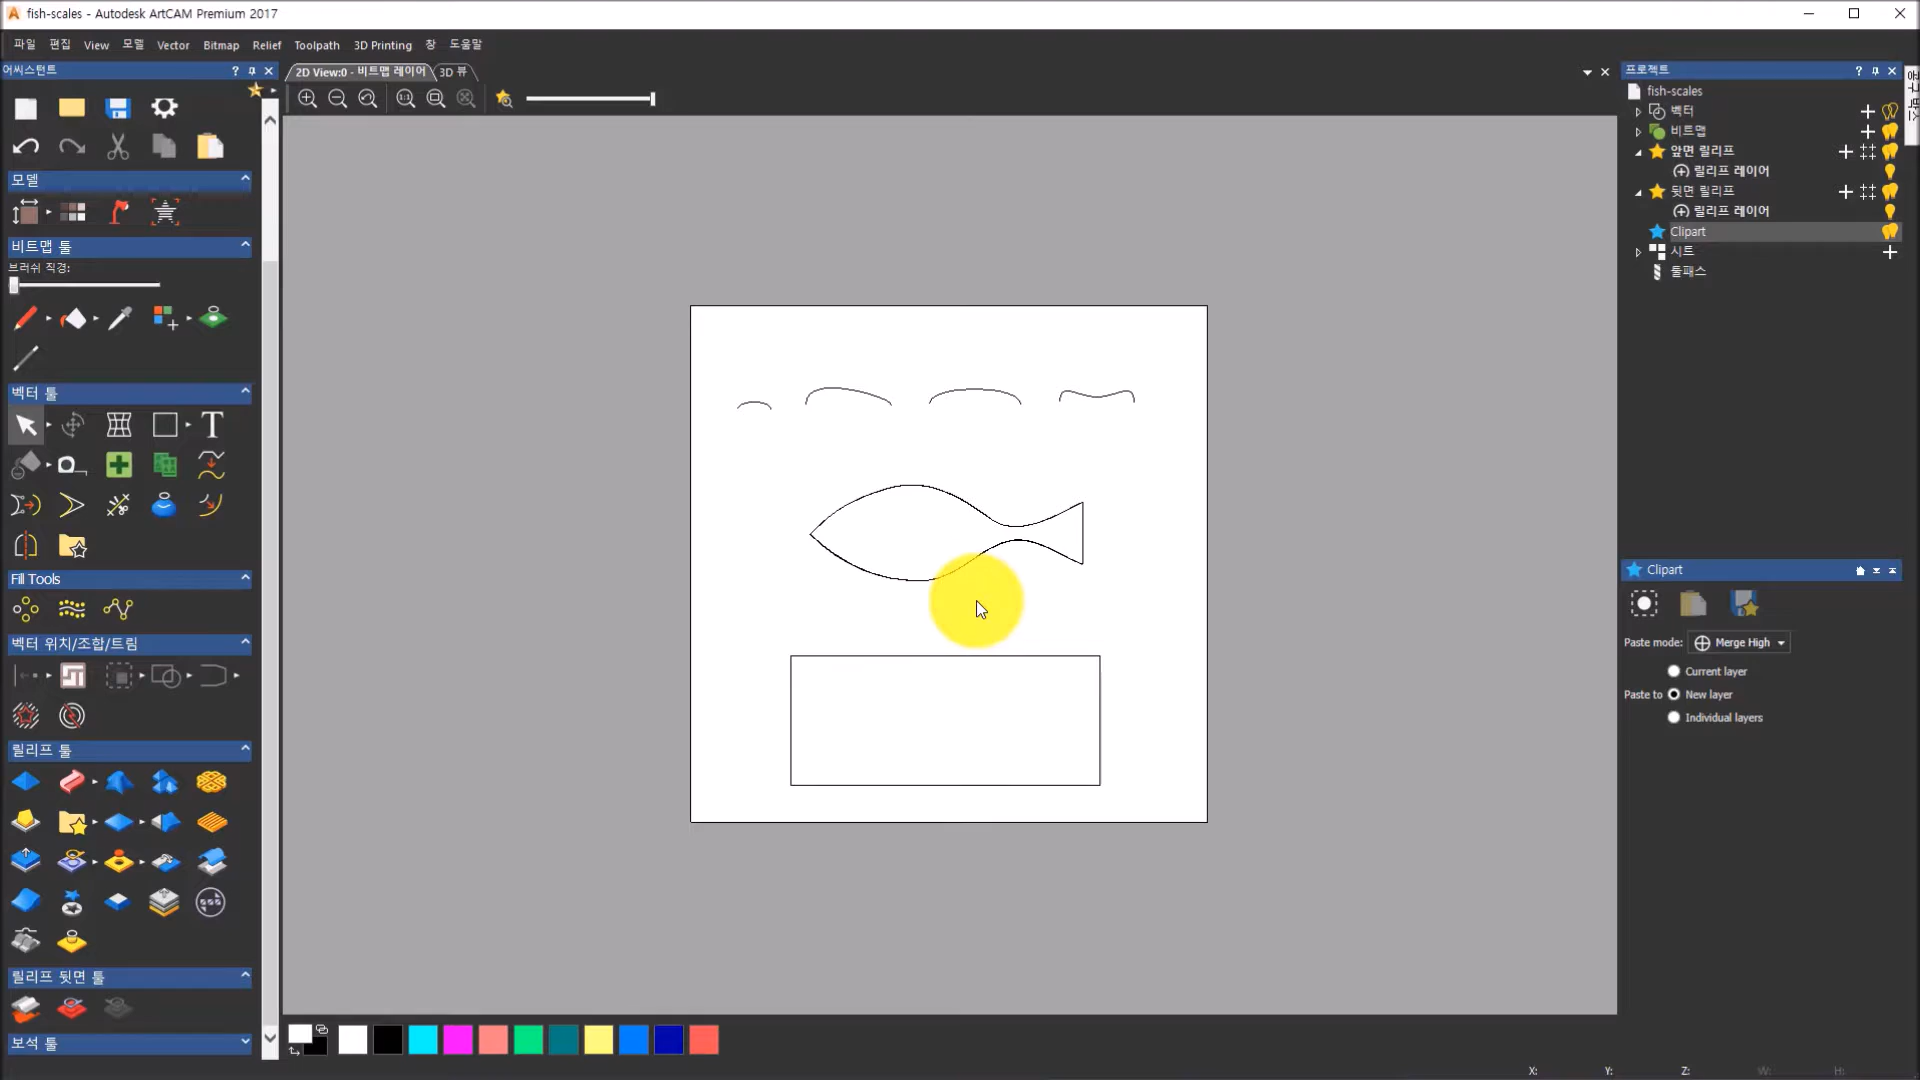 fish-scales - Autodesk ArtCAM Premium 2017
파일 편집 View 모델 Vector Bitmap Relief Toolpath 3D Printing 창 도움말
어씨스턴트
2D View:0 - 비트맵 레이어 3D 뷰
모델
비트맵 툴
브러쉬 직경:
벡터 툴
Fill Tools
벡터 위치/조합/트림
릴리프 툴
릴리프 뒷면 툴
보석 툴
X: Y: Z: W: H:
프로젝트
fish-scales
벡터
비트맵
앞면 릴리프
릴리프 레이어
뒷면 릴리프
릴리프 레이어
Clipart
시트
툴패스
Clipart
Paste mode: Merge High
Current layer
Paste to New layer
Individual layers